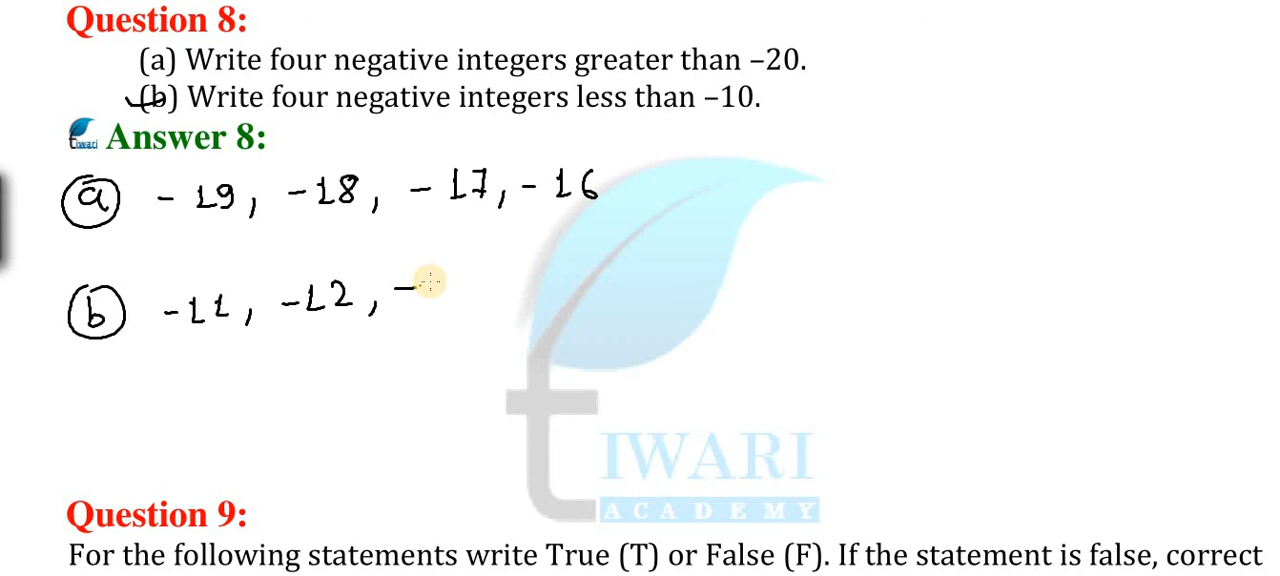 Question 8:
(a) Write four negative integers greater than –20.
(b) Write four negative integers less than –10.
tiwari Answer 8:
(a) - 19, -18, - 17, - 16
(b) -11, -12, -
tIWARI
ACADEMY
Question 9:
For the following statements write True (T) or False (F). If the statement is false, correct